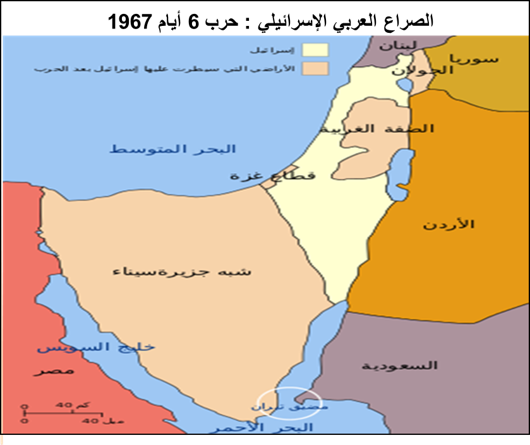 الصراع العربي الإسرائيلي : حرب 6 أيام 1967
إسرائيل
الأراضي التي سيطرت عليها إسرائيل بعد الحرب
لبنان
سوريا
الجولان
الضفة الغربية
البحر المتوسط
قطاع غزة
الأردن
شبه جزيرةسيناء
خليج السويس
السعودية
مصر
مضيق تيران
البحر الأحمر
0 40 كم
0 40 ميل